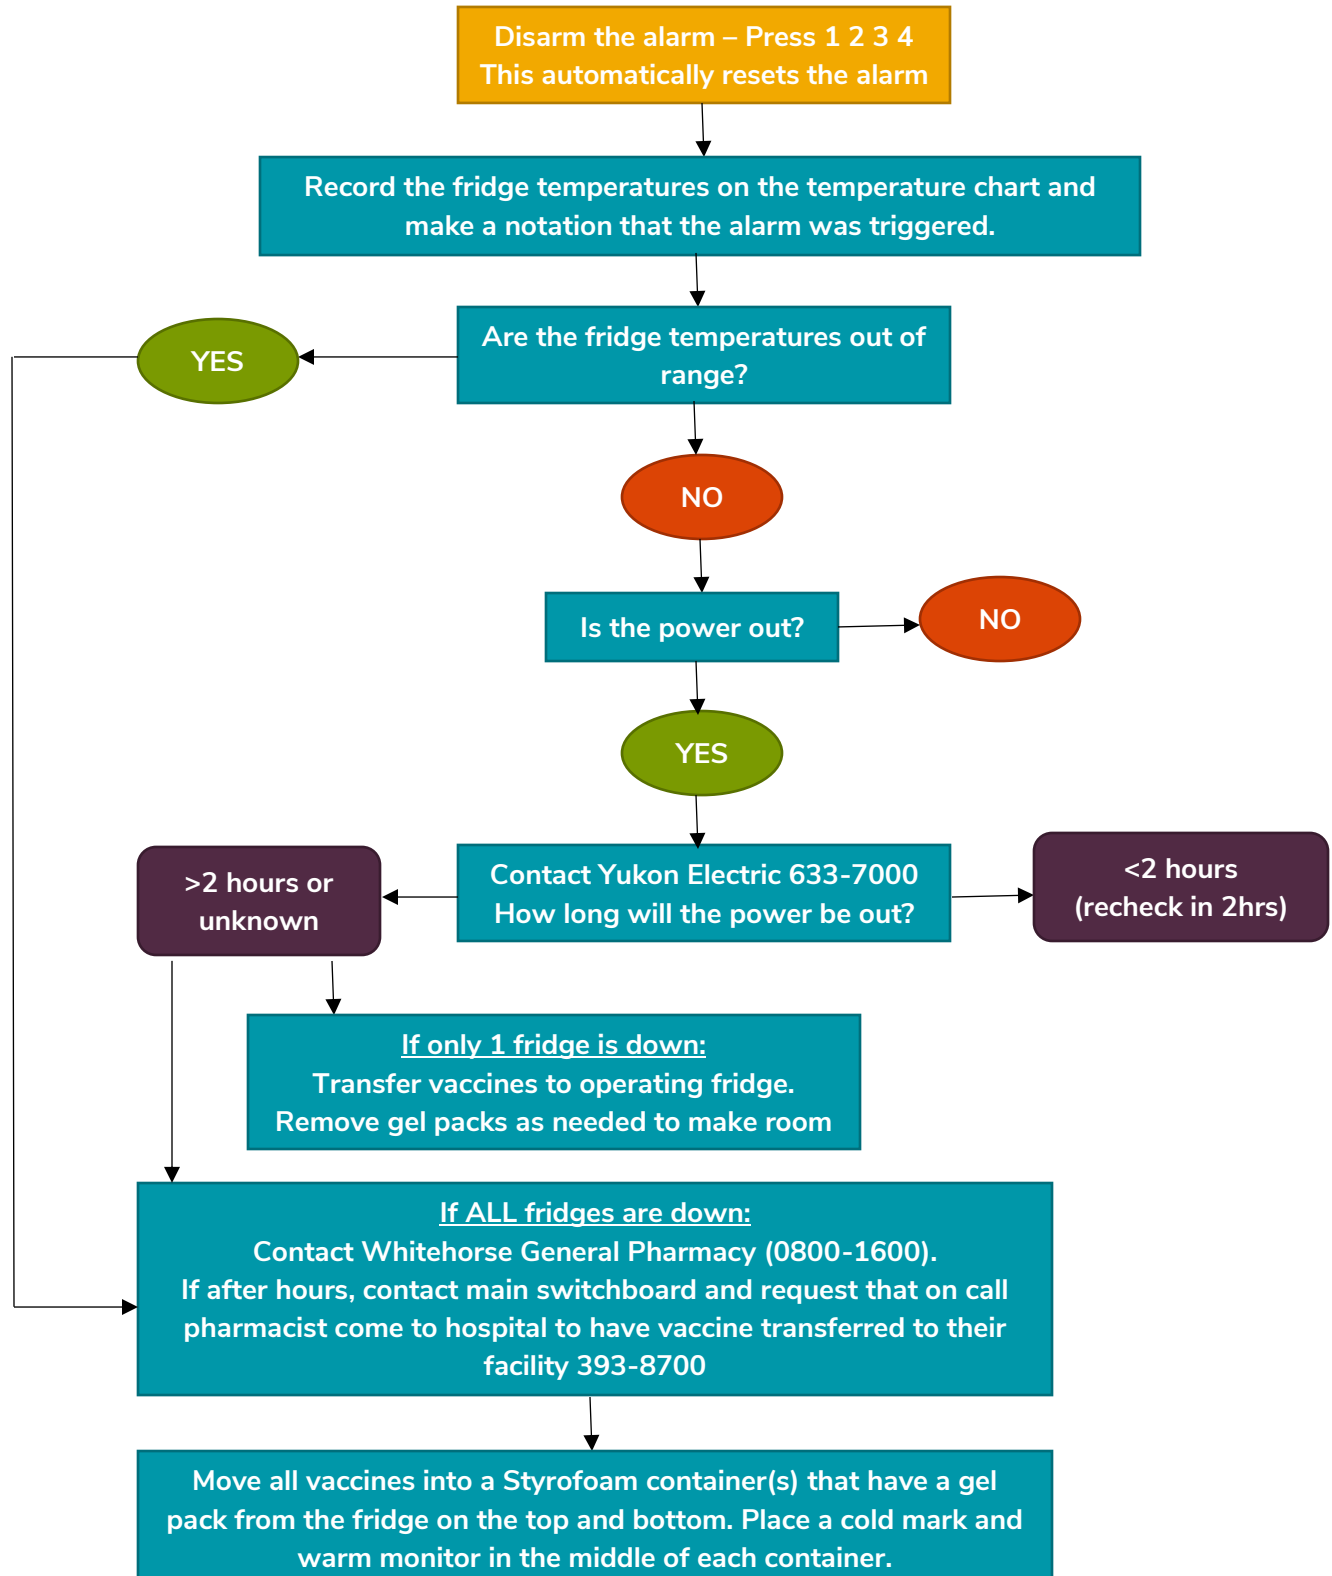 Disarm the alarm – Press 1 2 3 4
This automatically resets the alarm
Record the fridge temperatures on the temperature chart and
make a notation that the alarm was triggered.
Are the fridge temperatures out of
range?
YES
NO
Is the power out?
NO
YES
Contact Yukon Electric 633-7000
How long will the power be out?
>2 hours or
unknown
<2 hours
(recheck in 2hrs)
If only 1 fridge is down:
Transfer vaccines to operating fridge.
Remove gel packs as needed to make room
If ALL fridges are down:
Contact Whitehorse General Pharmacy (0800-1600).
If after hours, contact main switchboard and request that on call
pharmacist come to hospital to have vaccine transferred to their
facility 393-8700
Move all vaccines into a Styrofoam container(s) that have a gel
pack from the fridge on the top and bottom. Place a cold mark and
warm monitor in the middle of each container.